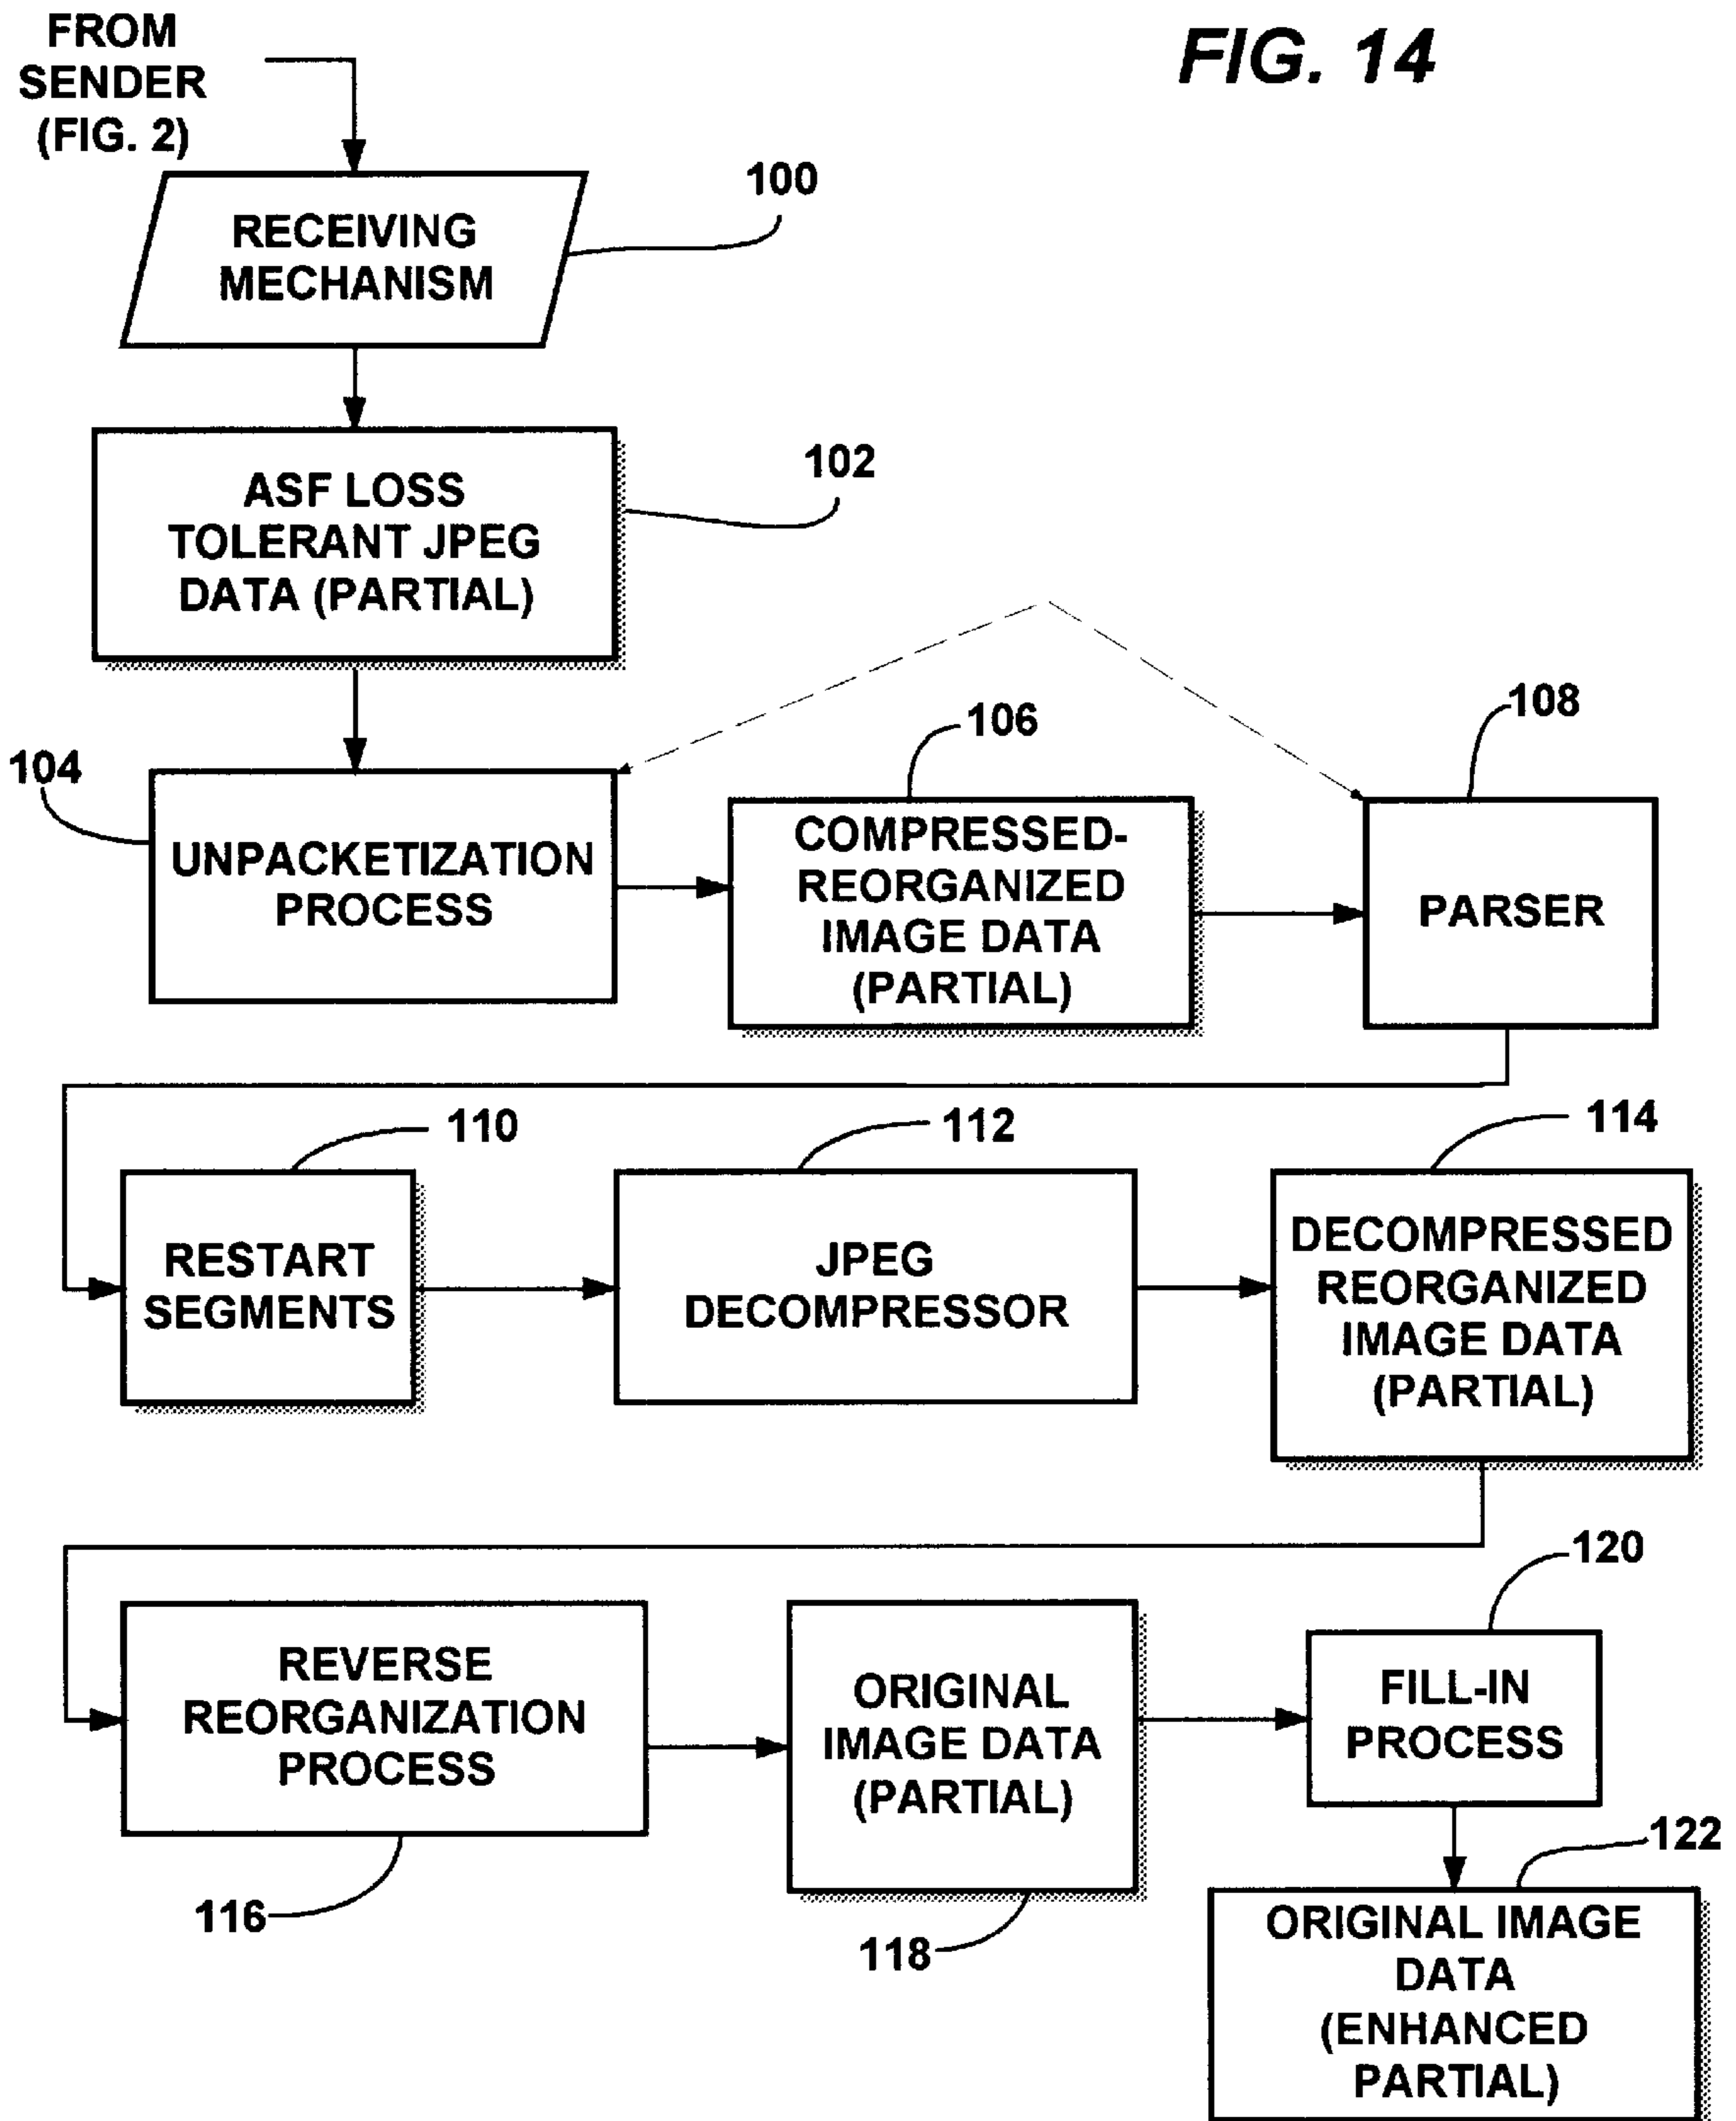 FROM
SENDER
(FIG. 2)
FIG. 14
100
RECEIVING
MECHANISM
102
ASF LOSS
TOLERANT JPEG
DATA (PARTIAL)
104
UNPACKETIZATION
PROCESS
106
COMPRESSED-
REORGANIZED
IMAGE DATA
(PARTIAL)
108
PARSER
110
RESTART
SEGMENTS
112
JPEG
DECOMPRESSOR
114
DECOMPRESSED
REORGANIZED
IMAGE DATA
(PARTIAL)
REVERSE
REORGANIZATION
PROCESS
116
ORIGINAL
IMAGE DATA
(PARTIAL)
118
120
FILL-IN
PROCESS
122
ORIGINAL IMAGE
DATA
(ENHANCED
PARTIAL)